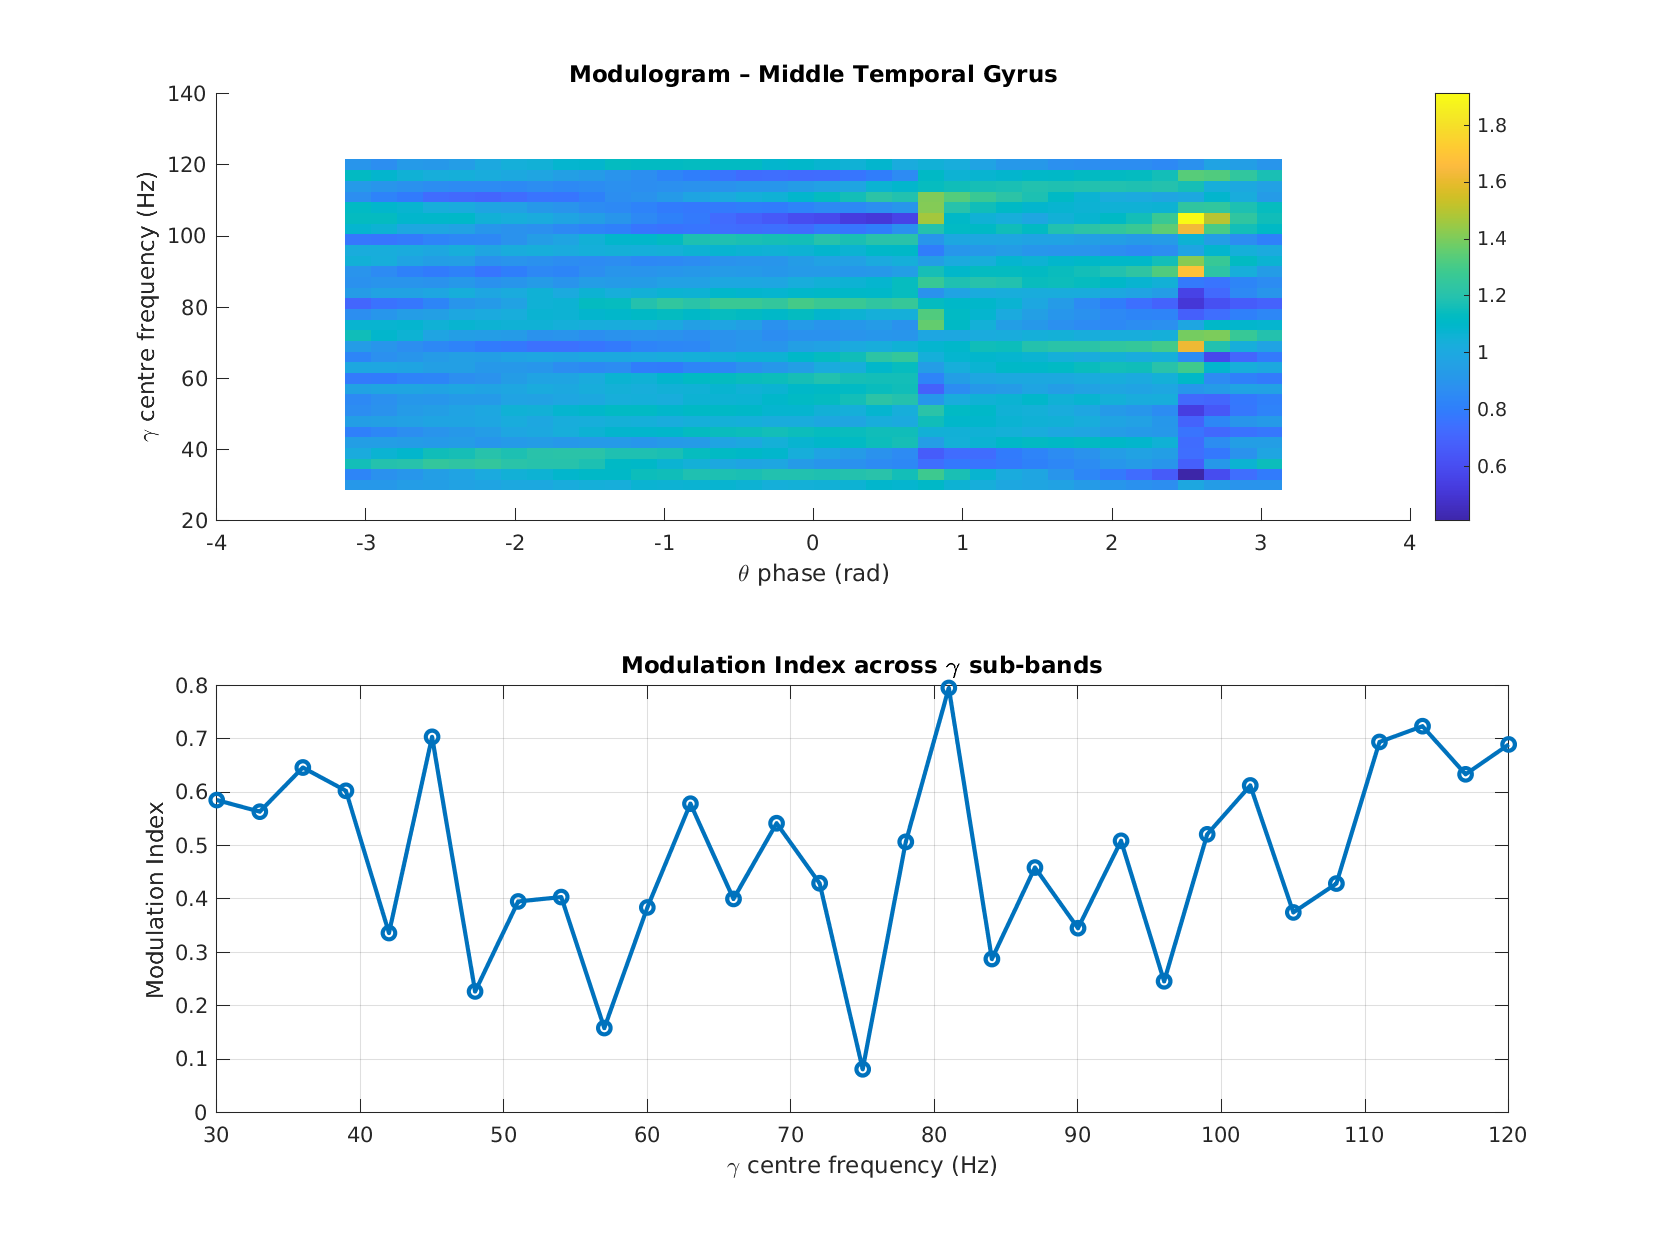 Modulogram – Middle Temporal Gyrus
140
120
100
80
60
40
20
γ centre frequency (Hz)
-4 -3 -2 -1 0 1 2 3 4
θ phase (rad)
1.8
1.6
1.4
1.2
1
0.8
0.6
Modulation Index across γ sub-bands
0.8
0.7
0.6
0.5
0.4
0.3
0.2
0.1
0
Modulation Index
30 40 50 60 70 80 90 100 110 120
γ centre frequency (Hz)